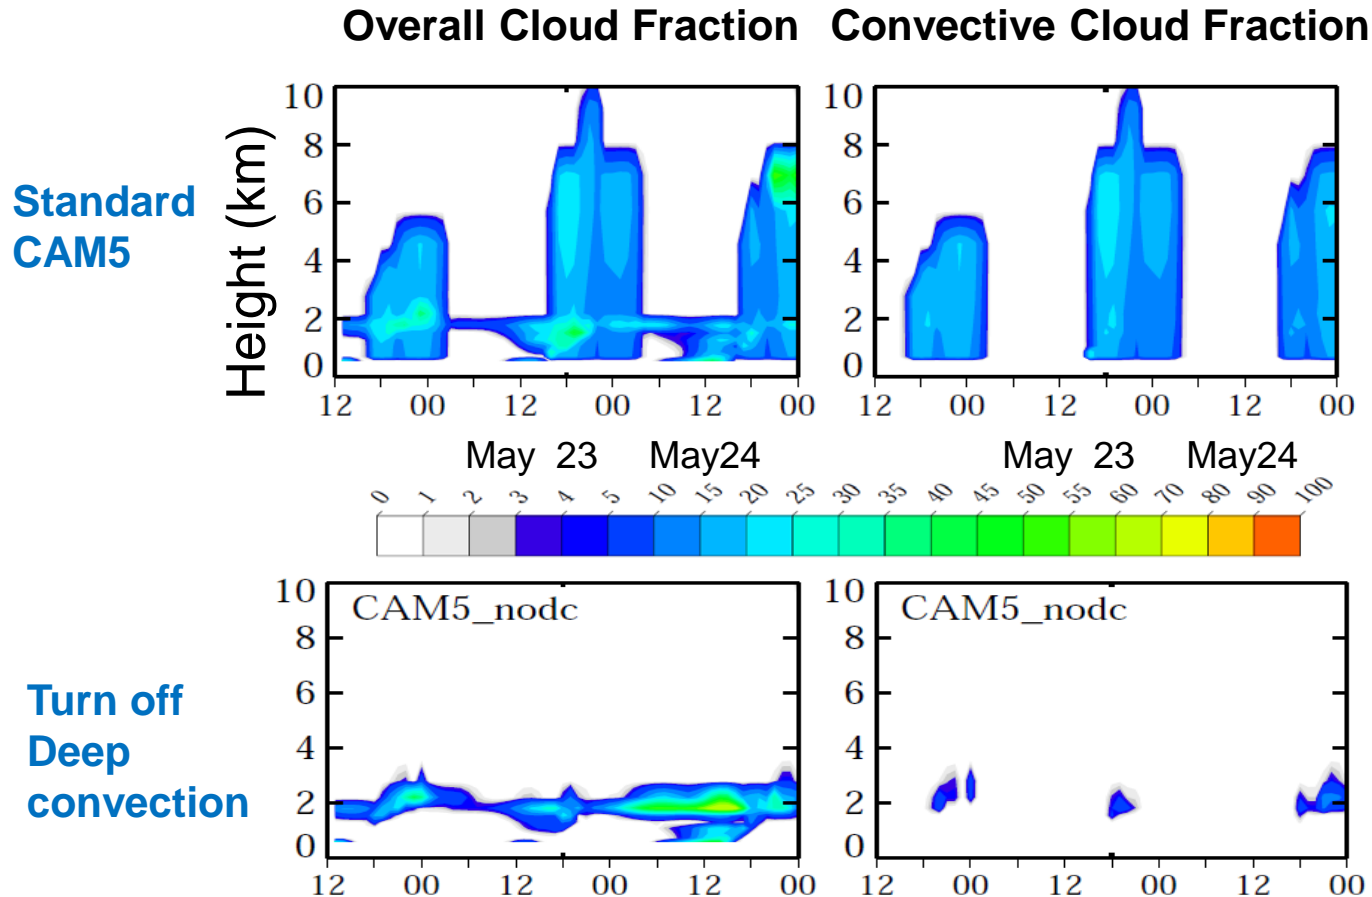 Overall Cloud Fraction Convective Cloud Fraction
Standard
CAM5
Height (km)
10
8
6
4
2
0
12 00 12 00 12 00
10
8
6
4
2
0
12 00 12 00 12 00
May 23 May24
May 23 May24
0 1 2 3 4 5 10 15 20 25 30 35 40 45 50 55 60 70 80 90 100
Turn off
Deep
convection
CAM5_nodc
10
8
6
4
2
0
12 00 12 00 12 00
CAM5_nodc
10
8
6
4
2
0
12 00 12 00 12 00